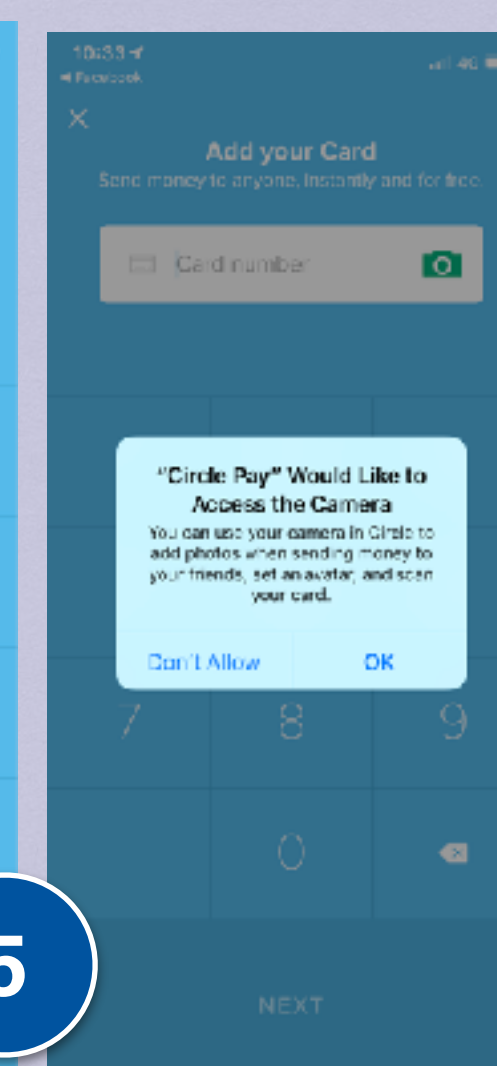 10:33
4G
◀ Facebook
Add your Card
Send money to anyone, instantly and for free.
Card number
"Circle Pay" Would Like to
Access the Camera
You can use your camera in Circle to
add photos when sending money to
your friends, set an avatar, and scan
your card.
Don't Allow
OK
7
8
9
0
NEXT
5